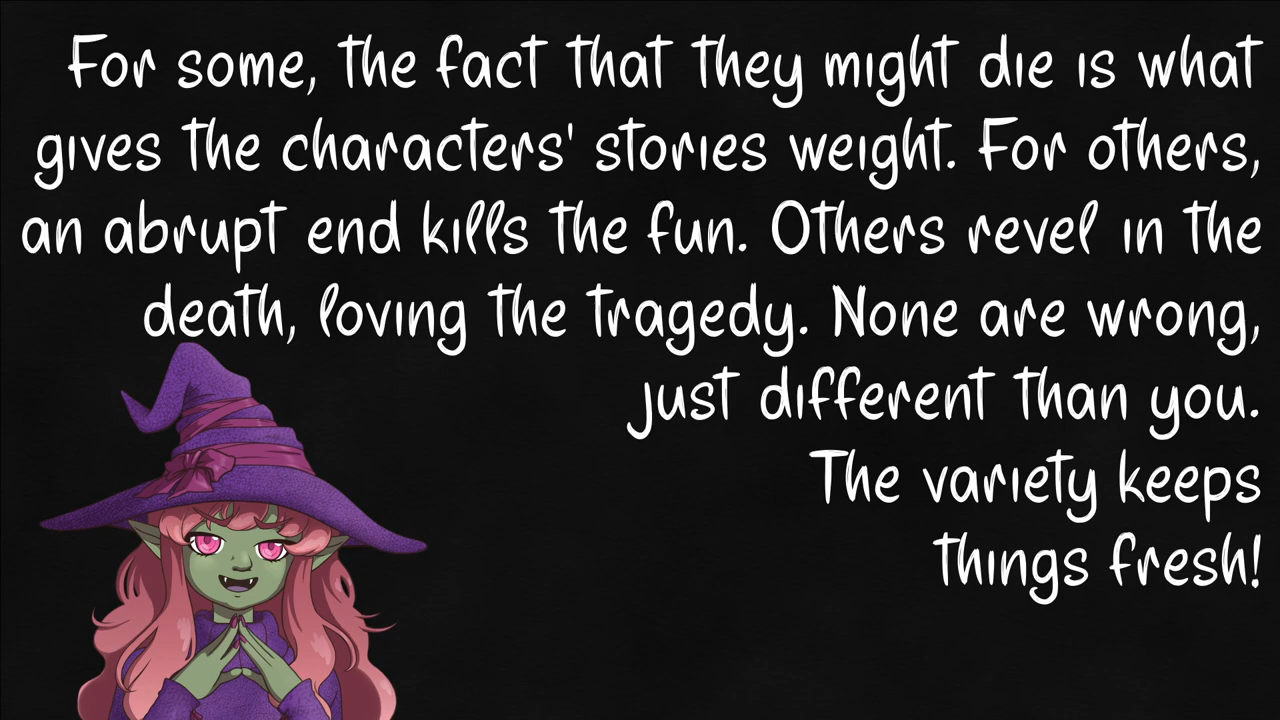 For some, the fact that they might die is what
gives the characters' stories weight. For others,
an abrupt end kills the fun. Others revel in the
death, loving the tragedy. None are wrong,
just different than you.
The variety keeps
things fresh!